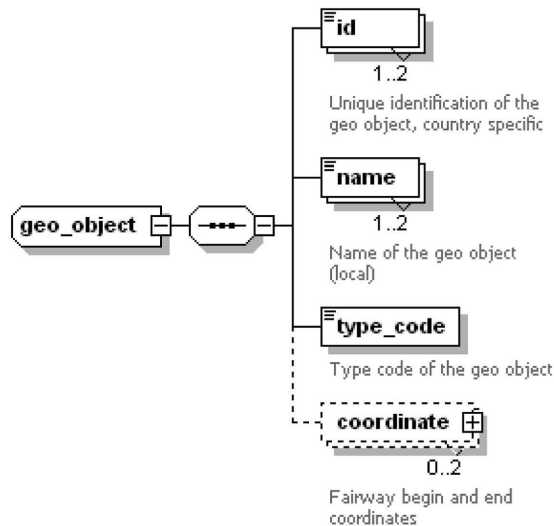 id
1..2
Unique identification of the
geo object, country specific
name
1..2
Name of the geo object
(local)
geo_object
type_code
Type code of the geo object
coordinate
0..2
Fairway begin and end
coordinates